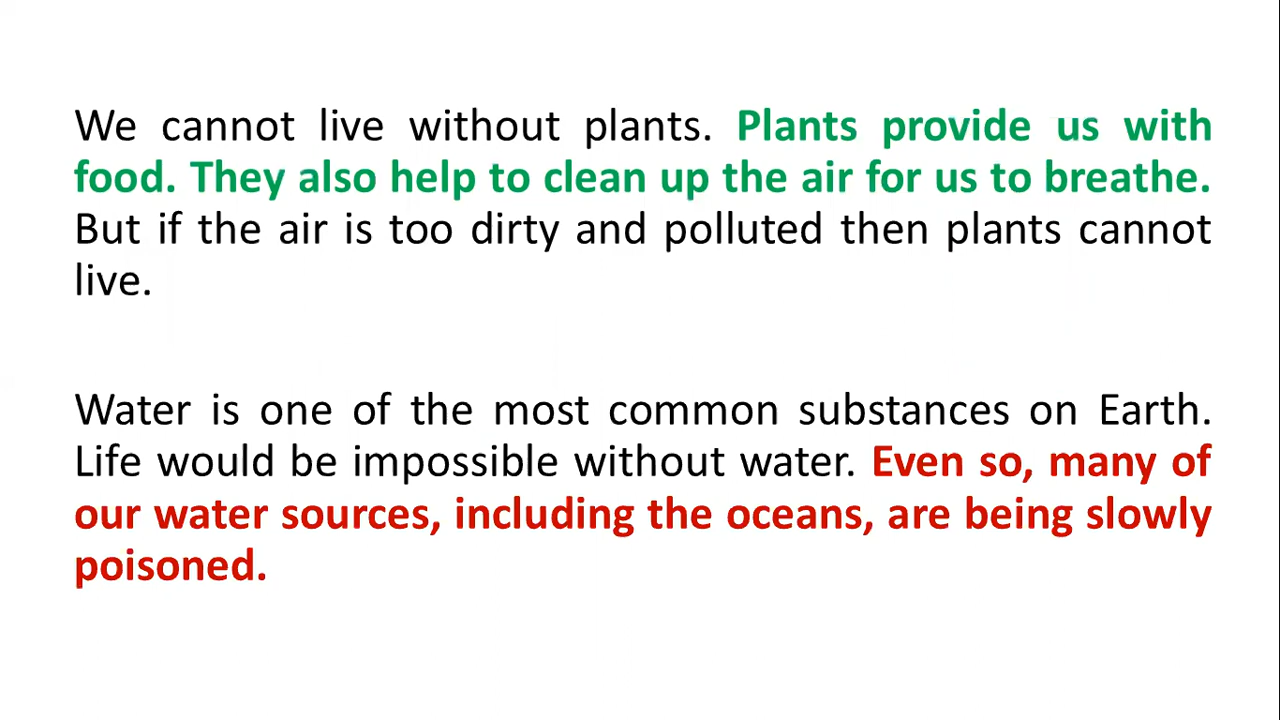 We cannot live without plants. Plants provide us with
food. They also help to clean up the air for us to breathe.
But if the air is too dirty and polluted then plants cannot
live.
Water is one of the most common substances on Earth.
Life would be impossible without water. Even so, many of
our water sources, including the oceans, are being slowly
poisoned.